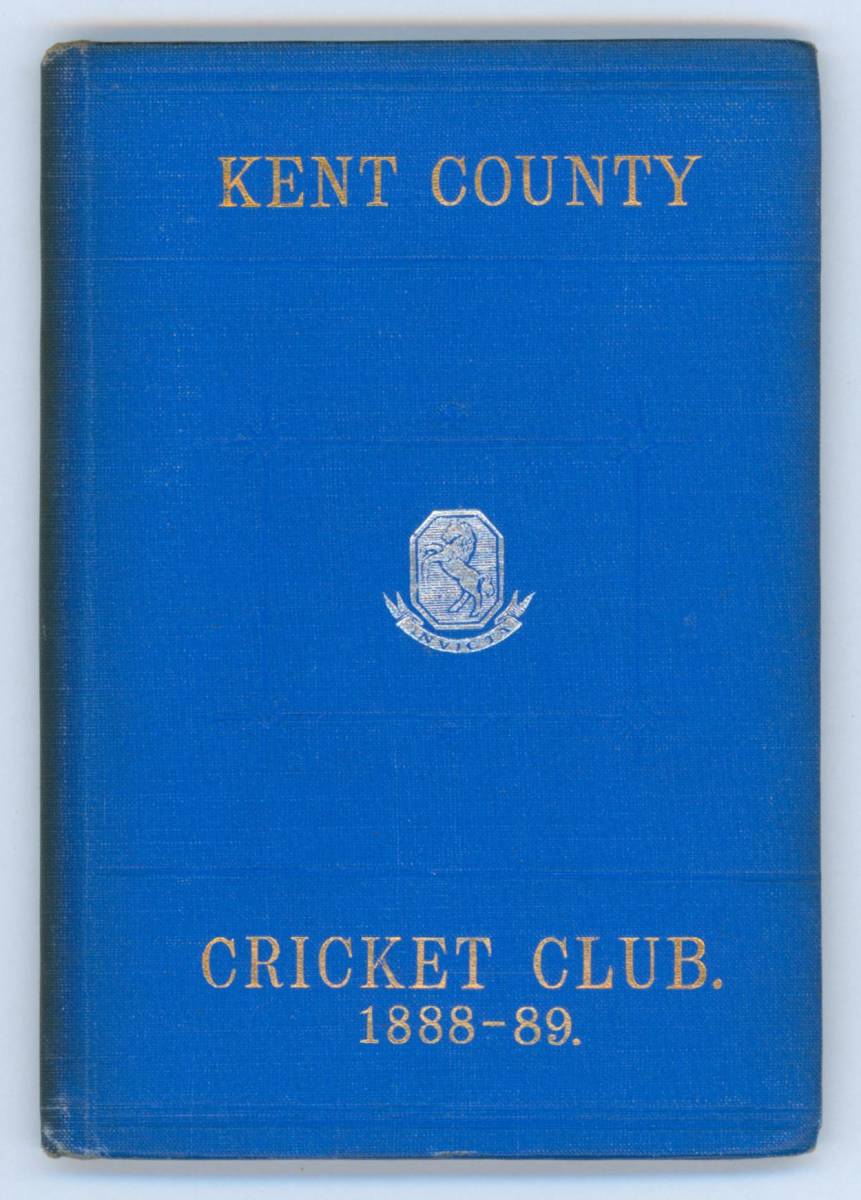 KENT COUNTY
INVICTA
CRICKET CLUB.
1888-89.